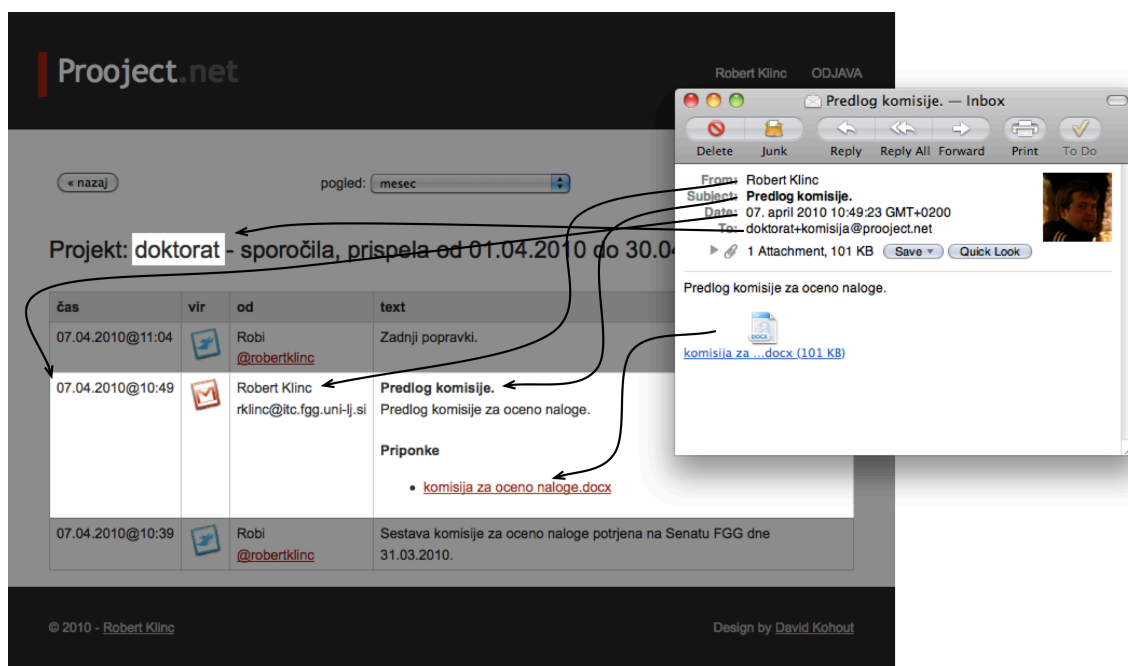 Prooject.net
Robert Klinc ODJAVA
« nazaj
pogled: mesec
Projekt: doktorat - sporočila, prispela od 01.04.2010 do 30.04
čas vir od text
07.04.2010@11:04 Robi Zadnji popravki.
@robertklinc
07.04.2010@10:49 Robert Klinc Predlog komisije.
rklinc@itc.fgg.uni-lj.si Predlog komisije za oceno naloge.
Priponke
• komisija za oceno naloge.docx
07.04.2010@10:39 Robi Sestava komisije za oceno naloge potrjena na Senatu FGG dne
@robertklinc 31.03.2010.
© 2010 - Robert Klinc Design by David Kohout
Predlog komisije. — Inbox
Delete Junk Reply Reply All Forward Print To Do
From: Robert Klinc
Subject: Predlog komisije.
Date: 07. april 2010 10:49:23 GMT+0200
To: doktorat+komisija@prooject.net
1 Attachment, 101 KB Save Quick Look
Predlog komisije za oceno naloge.
DOCX
komisija za ...docx (101 KB)